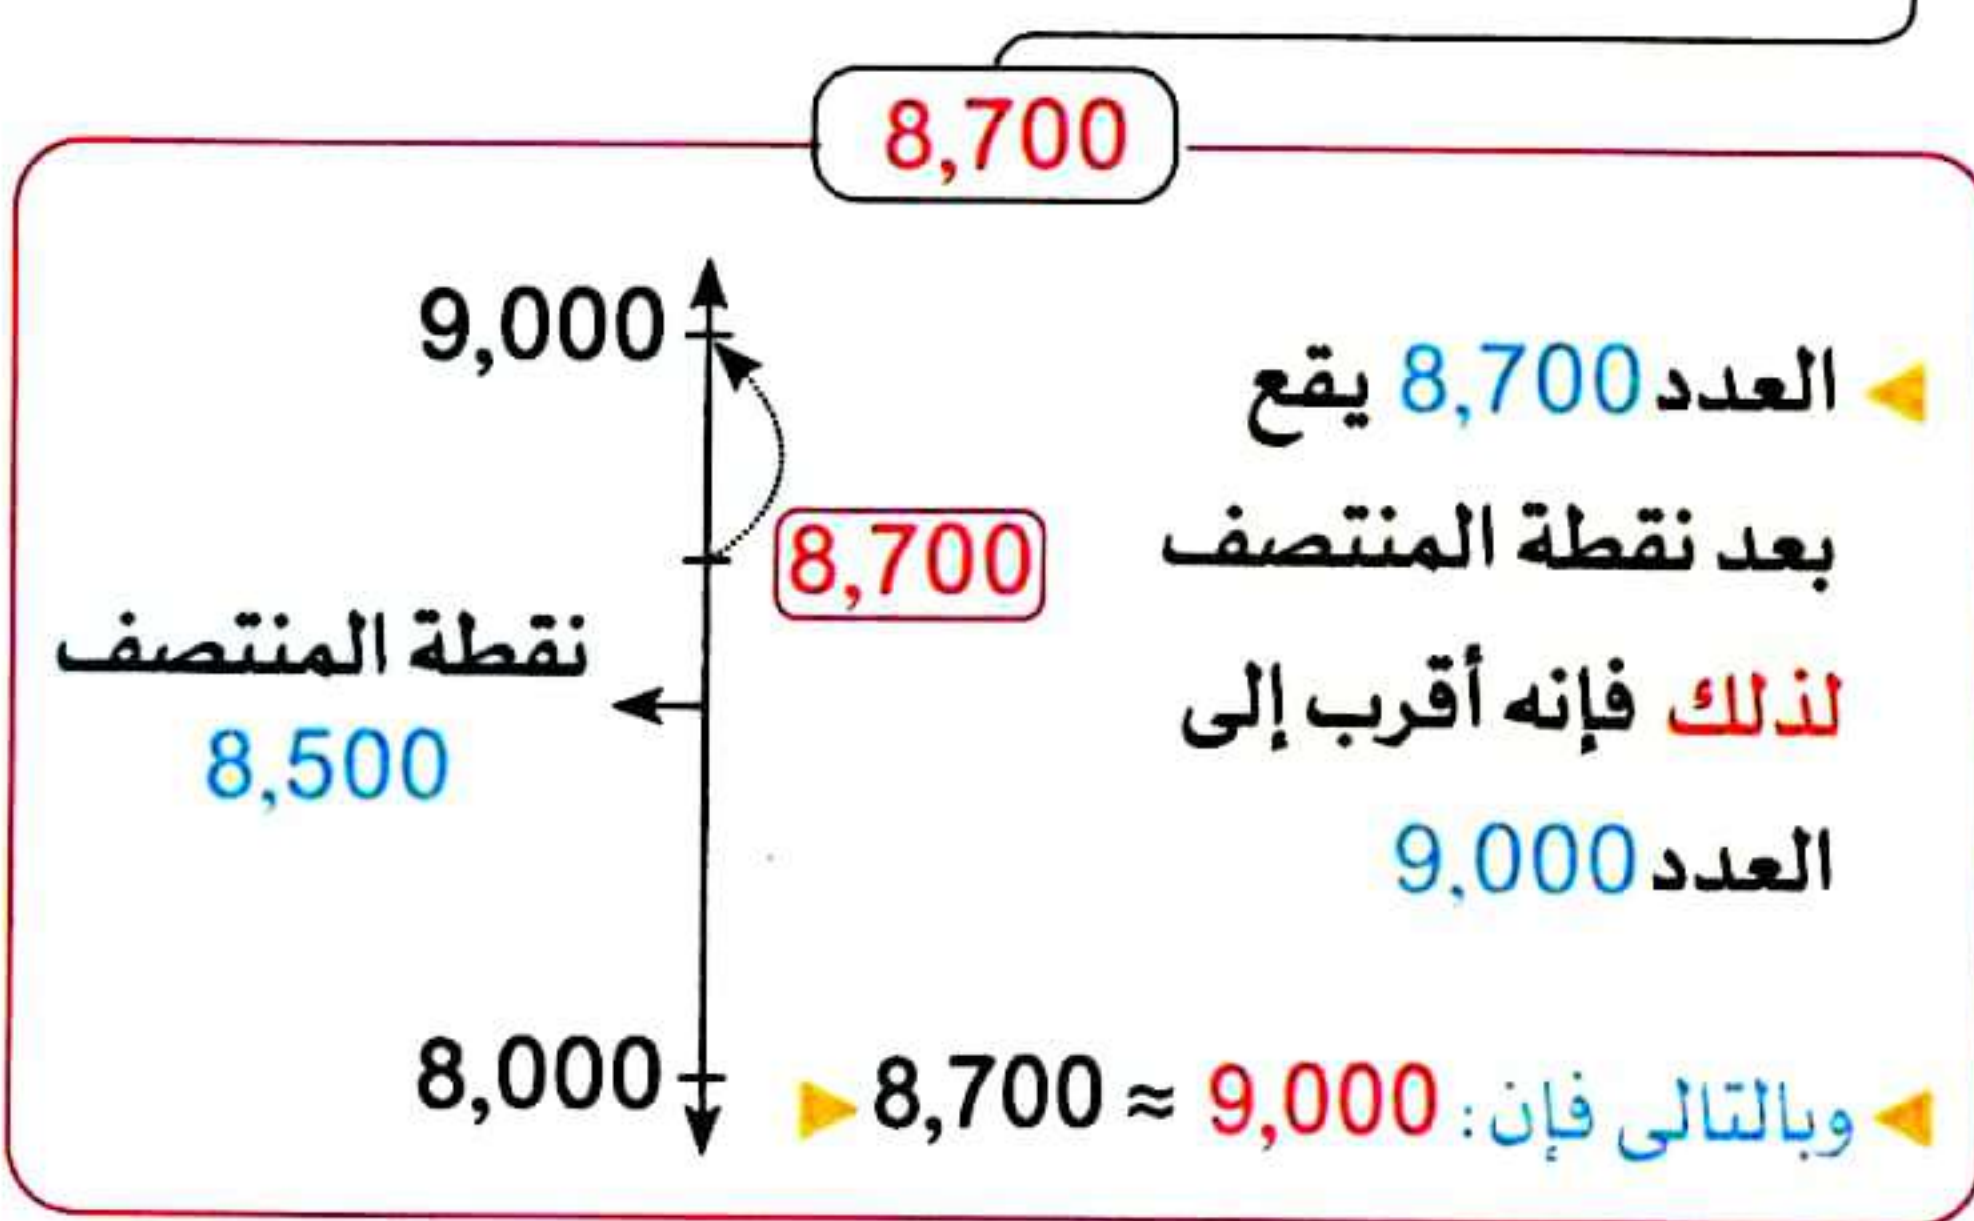 8,700
العدد 8,700 يقع
بعد نقطة المنتصف
لذلك فإنه أقرب إلى
العدد 9,000
9,000
8,700
نقطة المنتصف
8,500
8,000
وبالتالى فإن: 8,700 ≈ 9,000